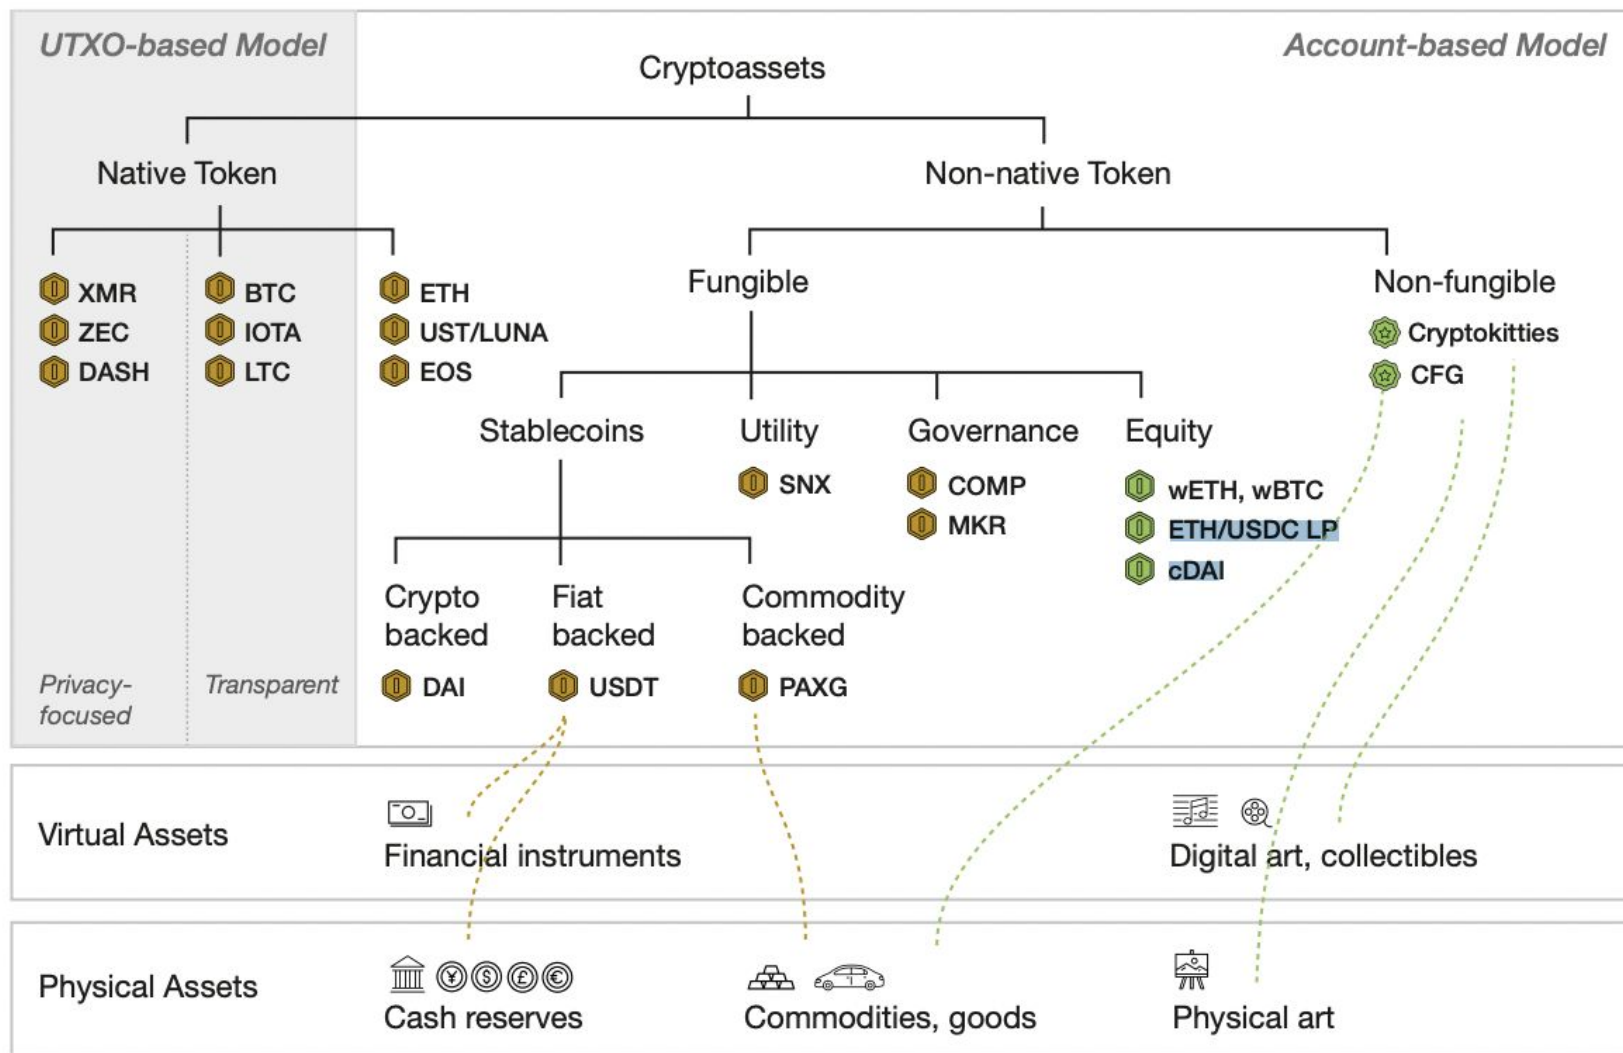 UTXO-based Model
Account-based Model
Cryptoassets
Native Token
Non-native Token
XMR
ZEC
DASH
BTC
IOTA
LTC
ETH
UST/LUNA
EOS
Fungible
Non-fungible
Cryptokitties
CFG
Stablecoins
Utility
Governance
Equity
SNX
COMP
MKR
wETH, wBTC
ETH/USDC LP
cDAI
Crypto
backed
Fiat
backed
Commodity
backed
DAI
USDT
PAXG
Privacy-
focused
Transparent
Virtual Assets
Financial instruments
Digital art, collectibles
Physical Assets
¥ $ £ €
Cash reserves
Commodities, goods
Physical art